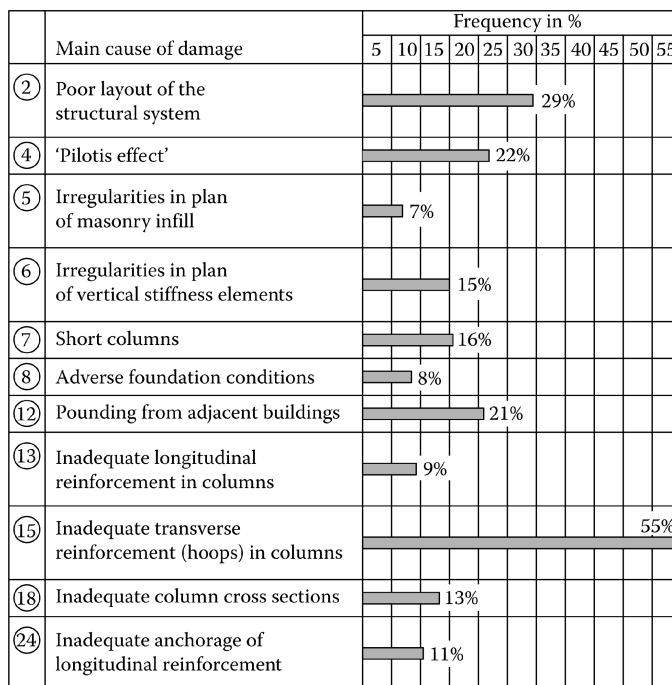 Frequency in %
Main cause of damage
5 10 15 20 25 30 35 40 45 50 55
2 Poor layout of the
structural system
29%
4 ‘Pilotis effect’ 22%
5 Irregularities in plan
of masonry infill
7%
6 Irregularities in plan
of vertical stiffness elements
15%
7 Short columns 16%
8 Adverse foundation conditions 8%
12 Pounding from adjacent buildings 21%
13 Inadequate longitudinal
reinforcement in columns
9%
15 Inadequate transverse
reinforcement (hoops) in columns
55%
18 Inadequate column cross sections 13%
24 Inadequate anchorage of
longitudinal reinforcement
11%